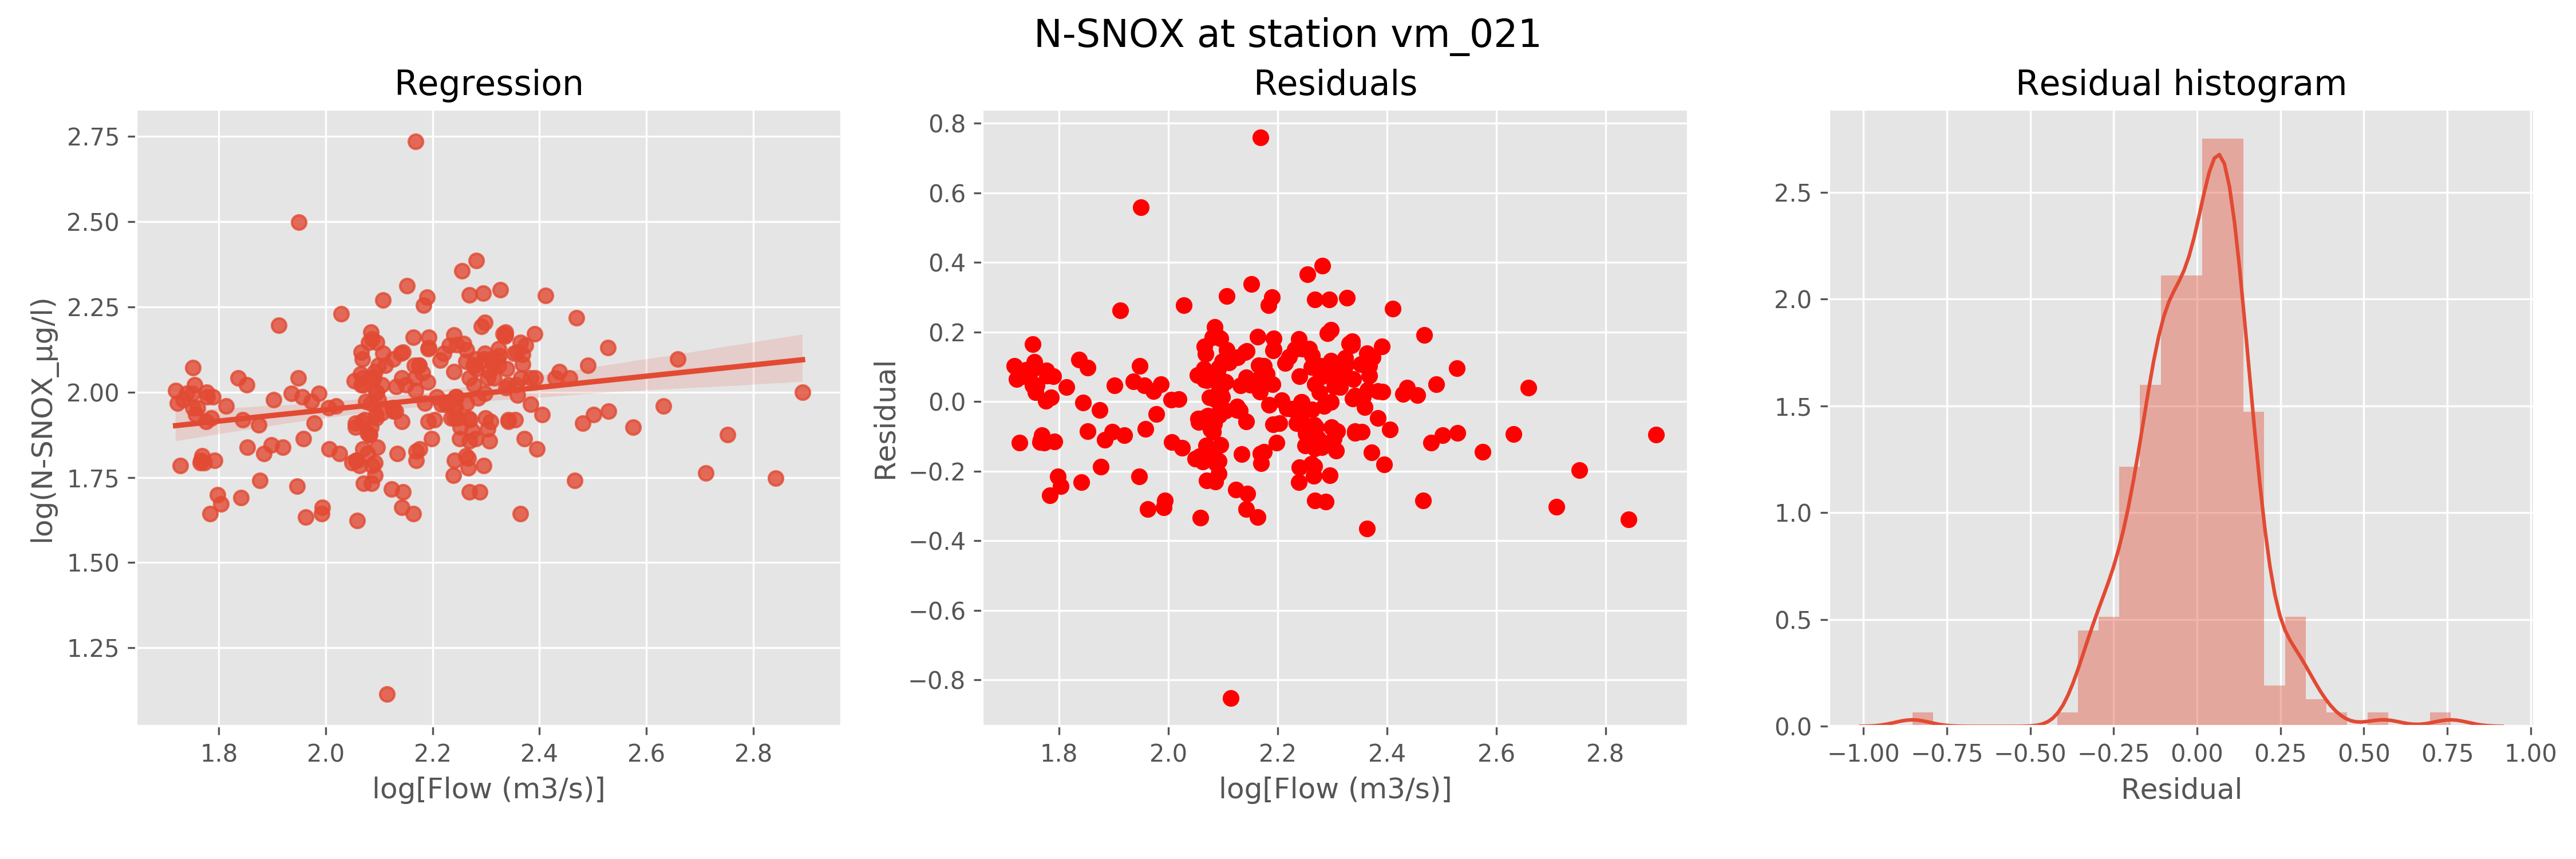 N-SNOX at station vm_021
Regression
2.75
2.50
2.25
2.00
1.75
1.50
1.25
log(N-SNOX_µg/l)
1.8 2.0 2.2 2.4 2.6 2.8
log[Flow (m3/s)]
Residuals
0.8
0.6
0.4
0.2
0.0
−0.2
−0.4
−0.6
−0.8
Residual
1.8 2.0 2.2 2.4 2.6 2.8
log[Flow (m3/s)]
Residual histogram
2.5
2.0
1.5
1.0
0.5
0.0
−1.00 −0.75 −0.50 −0.25 0.00 0.25 0.50 0.75 1.00
Residual